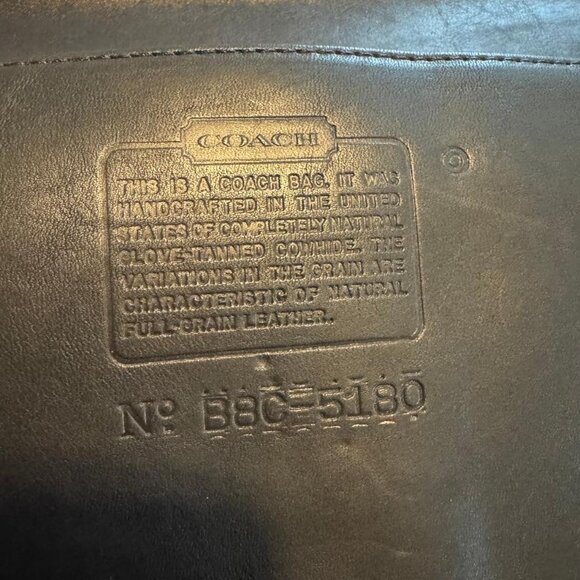 COACH
THIS IS A COACH BAG. IT WAS
HANDCRAFTED IN THE UNITED
STATES OF COMPLETELY NATURAL
GLOVE-TANNED COWHIDE. THE
VARIATIONS IN THE GRAIN ARE
CHARACTERISTIC OF NATURAL
FULL-GRAIN LEATHER.
Nº B8C-5180